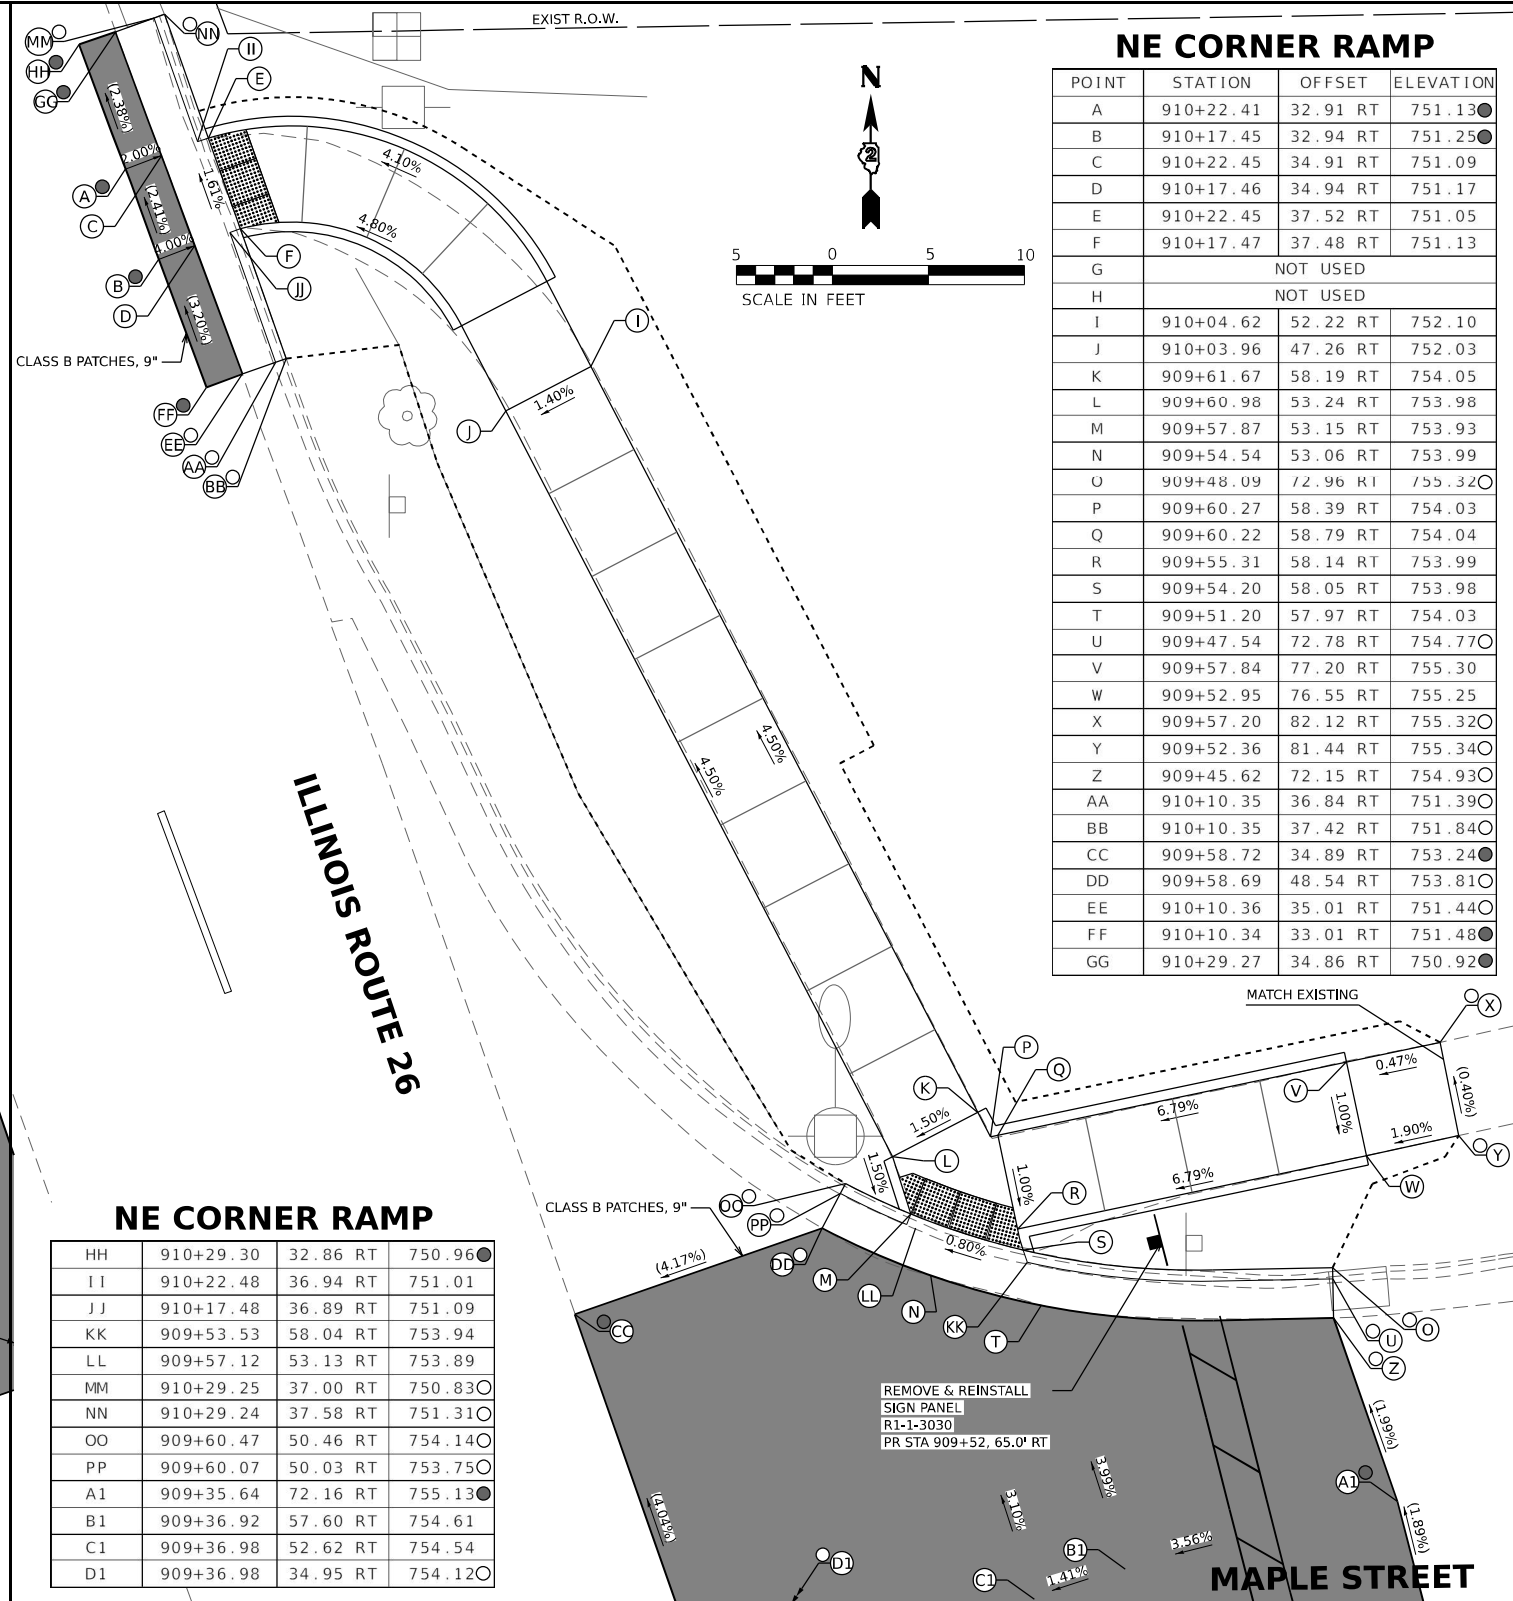 EXIST R.O.W.
NE CORNER RAMP
POINT STATION OFFSET ELEVATION
A 910+22.41 32.91 RT 751.13
B 910+17.45 32.94 RT 751.25
C 910+22.45 34.91 RT 751.09
D 910+17.46 34.94 RT 751.17
E 910+22.45 37.52 RT 751.05
F 910+17.47 37.48 RT 751.13
G NOT USED
H NOT USED
I 910+04.62 52.22 RT 752.10
J 910+03.96 47.26 RT 752.03
K 909+61.67 58.19 RT 754.05
L 909+60.98 53.24 RT 753.98
M 909+57.87 53.15 RT 753.93
N 909+54.54 53.06 RT 753.99
O 909+48.09 72.96 RT 755.32
P 909+60.27 58.39 RT 754.03
Q 909+60.22 58.79 RT 754.04
R 909+55.31 58.14 RT 753.99
S 909+54.20 58.05 RT 753.98
T 909+51.20 57.97 RT 754.03
U 909+47.54 72.78 RT 754.77
V 909+57.84 77.20 RT 755.30
W 909+52.95 76.55 RT 755.25
X 909+57.20 82.12 RT 755.32
Y 909+52.36 81.44 RT 755.34
Z 909+45.62 72.15 RT 754.93
AA 910+10.35 36.84 RT 751.39
BB 910+10.35 37.42 RT 751.84
CC 909+58.72 34.89 RT 753.24
DD 909+58.69 48.54 RT 753.81
EE 910+10.36 35.01 RT 751.44
FF 910+10.34 33.01 RT 751.48
GG 910+29.27 34.86 RT 750.92
N
2
5 0 5 10
SCALE IN FEET
MM
NN
HH
II
GG
E
(2.38%)
2.00%
1.61%
4.10%
A
(2.41%)
C
4.80%
4.00%
F
B
JJ
D
(3.20%)
I
CLASS B PATCHES, 9"
1.40%
FF
J
EE
AA
BB
4.50%
4.50%
ILLINOIS ROUTE 26
MATCH EXISTING
X
P
Q
0.47%
K
V
(0.40%)
1.50%
6.79%
1.00%
1.90%
L
Y
1.50%
1.00%
6.79%
R
W
CLASS B PATCHES, 9"
OO
PP
S
0.80%
(4.17%)
DD
M
LL
N
KK
T
CC
O
U
Z
REMOVE & REINSTALL
SIGN PANEL
R1-1-3030
PR STA 909+52, 65.0' RT
(1.99%)
3.99%
A1
3.10%
(4.04%)
(1.89%)
3.56%
B1
D1
C1
1.41%
MAPLE STREET
NE CORNER RAMP
HH 910+29.30 32.86 RT 750.96
II 910+22.48 36.94 RT 751.01
JJ 910+17.48 36.89 RT 751.09
KK 909+53.53 58.04 RT 753.94
LL 909+57.12 53.13 RT 753.89
MM 910+29.25 37.00 RT 750.83
NN 910+29.24 37.58 RT 751.31
OO 909+60.47 50.46 RT 754.14
PP 909+60.07 50.03 RT 753.75
A1 909+35.64 72.16 RT 755.13
B1 909+36.92 57.60 RT 754.61
C1 909+36.98 52.62 RT 754.54
D1 909+36.98 34.95 RT 754.12